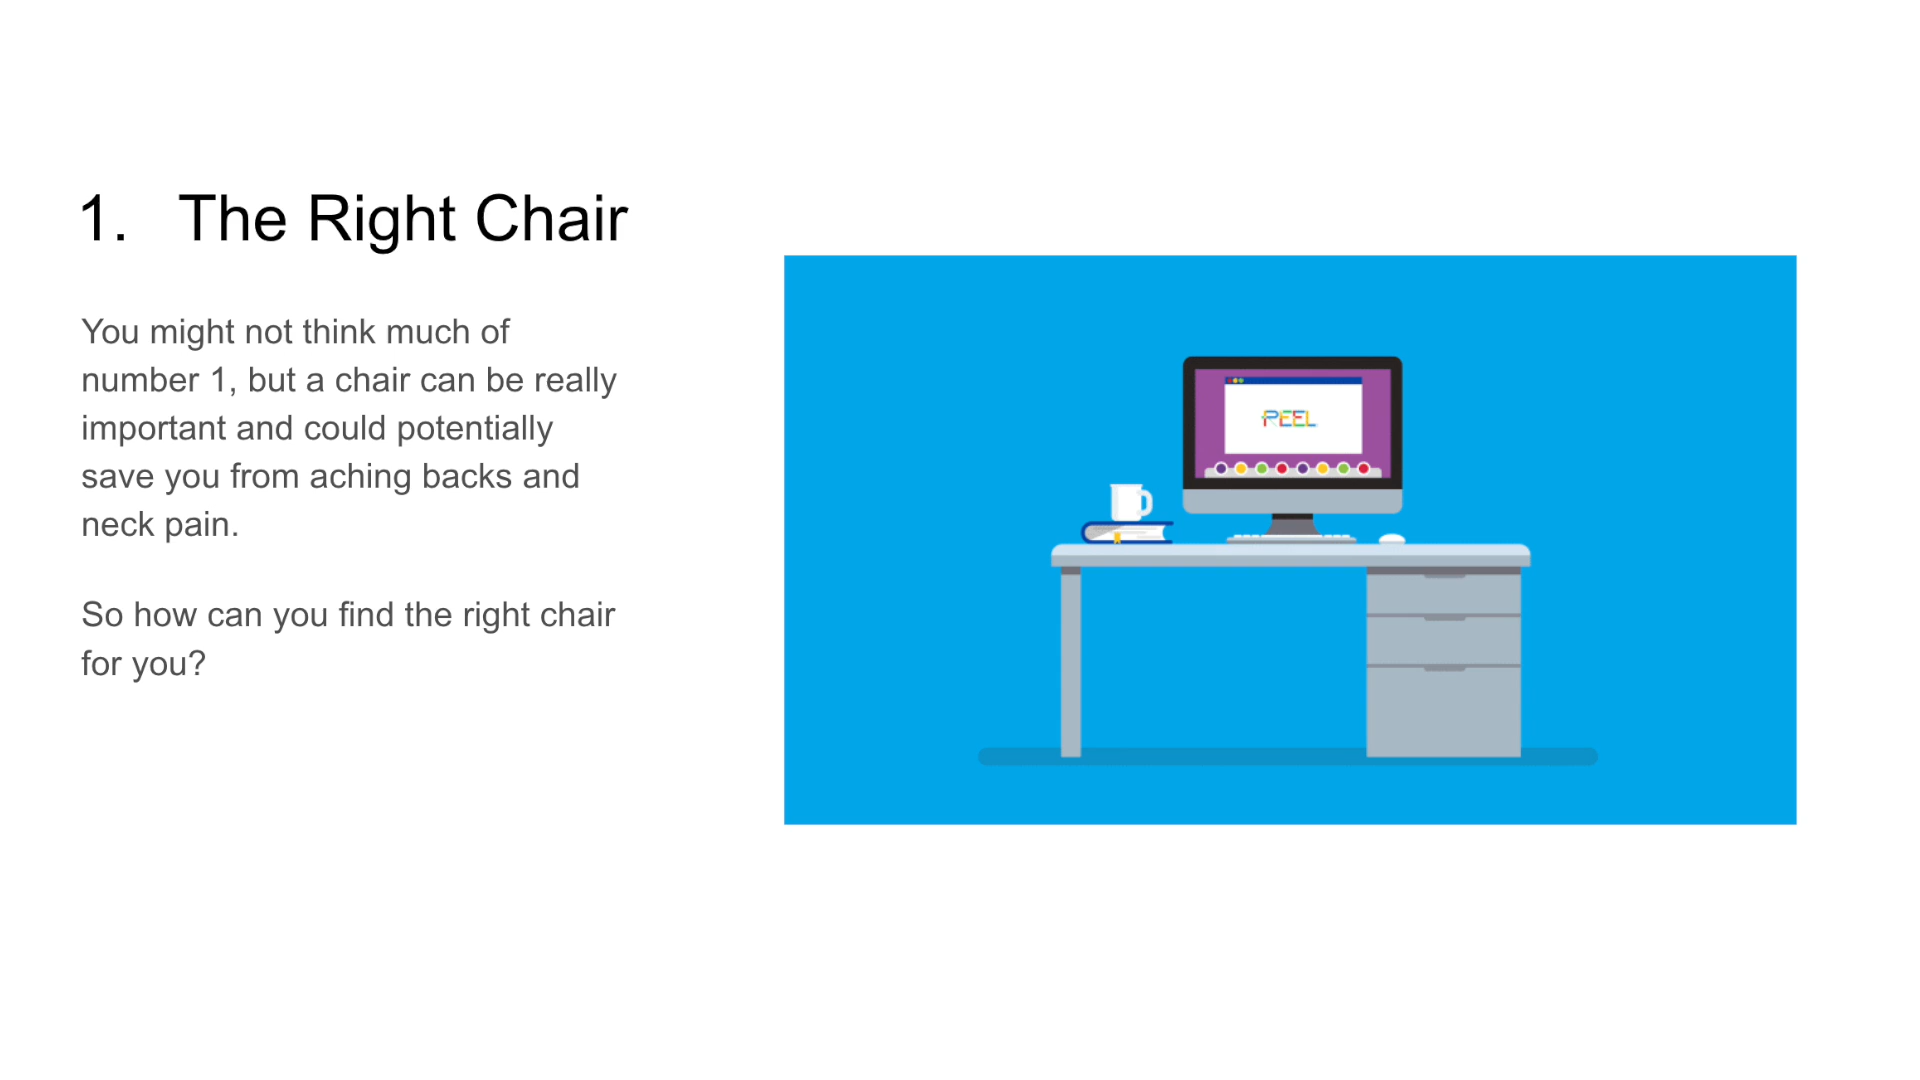 1. The Right Chair
You might not think much of
number 1, but a chair can be really
important and could potentially
save you from aching backs and
neck pain.
So how can you find the right chair
for you?
REEL